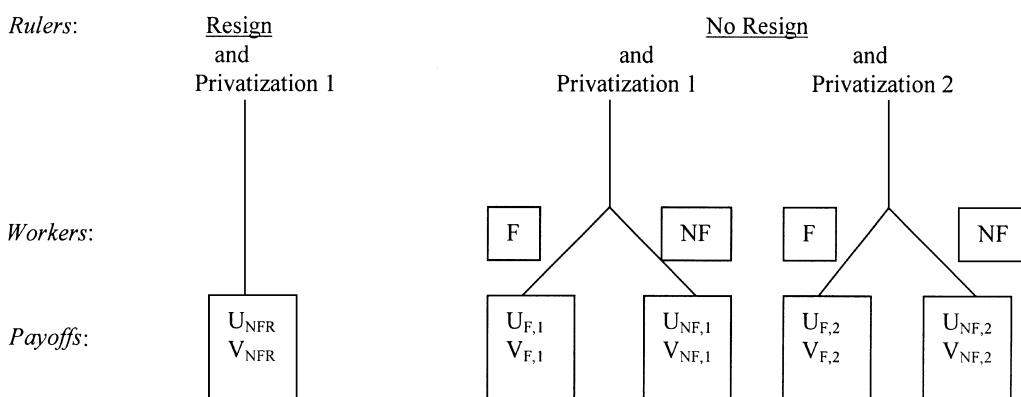 Rulers: Resign No Resign
and and and
Privatization 1 Privatization 1 Privatization 2
Workers: F NF F NF
Payoffs: U_NFR U_F,1 U_NF,1 U_F,2 U_NF,2
V_NFR V_F,1 V_NF,1 V_F,2 V_NF,2